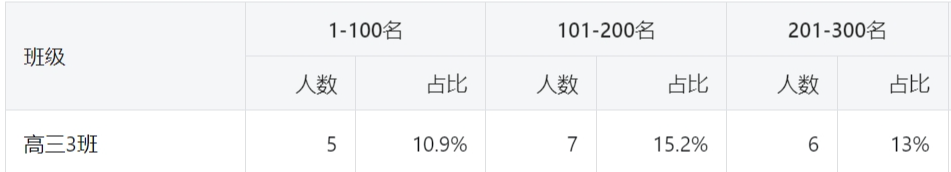 班级 1-100名 101-200名 201-300名
人数 占比 人数 占比 人数 占比
高三3班 5 10.9% 7 15.2% 6 13%